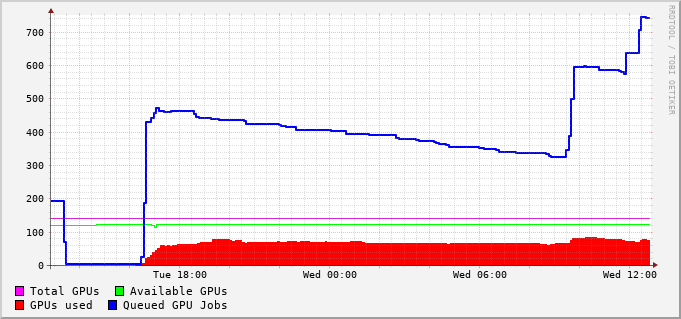 RRDTOOL / TOBI OETIKER
700
600
500
400
300
200
100
0
Tue 18:00 Wed 00:00 Wed 06:00 Wed 12:00
Total GPUs Available GPUs
GPUs used Queued GPU Jobs